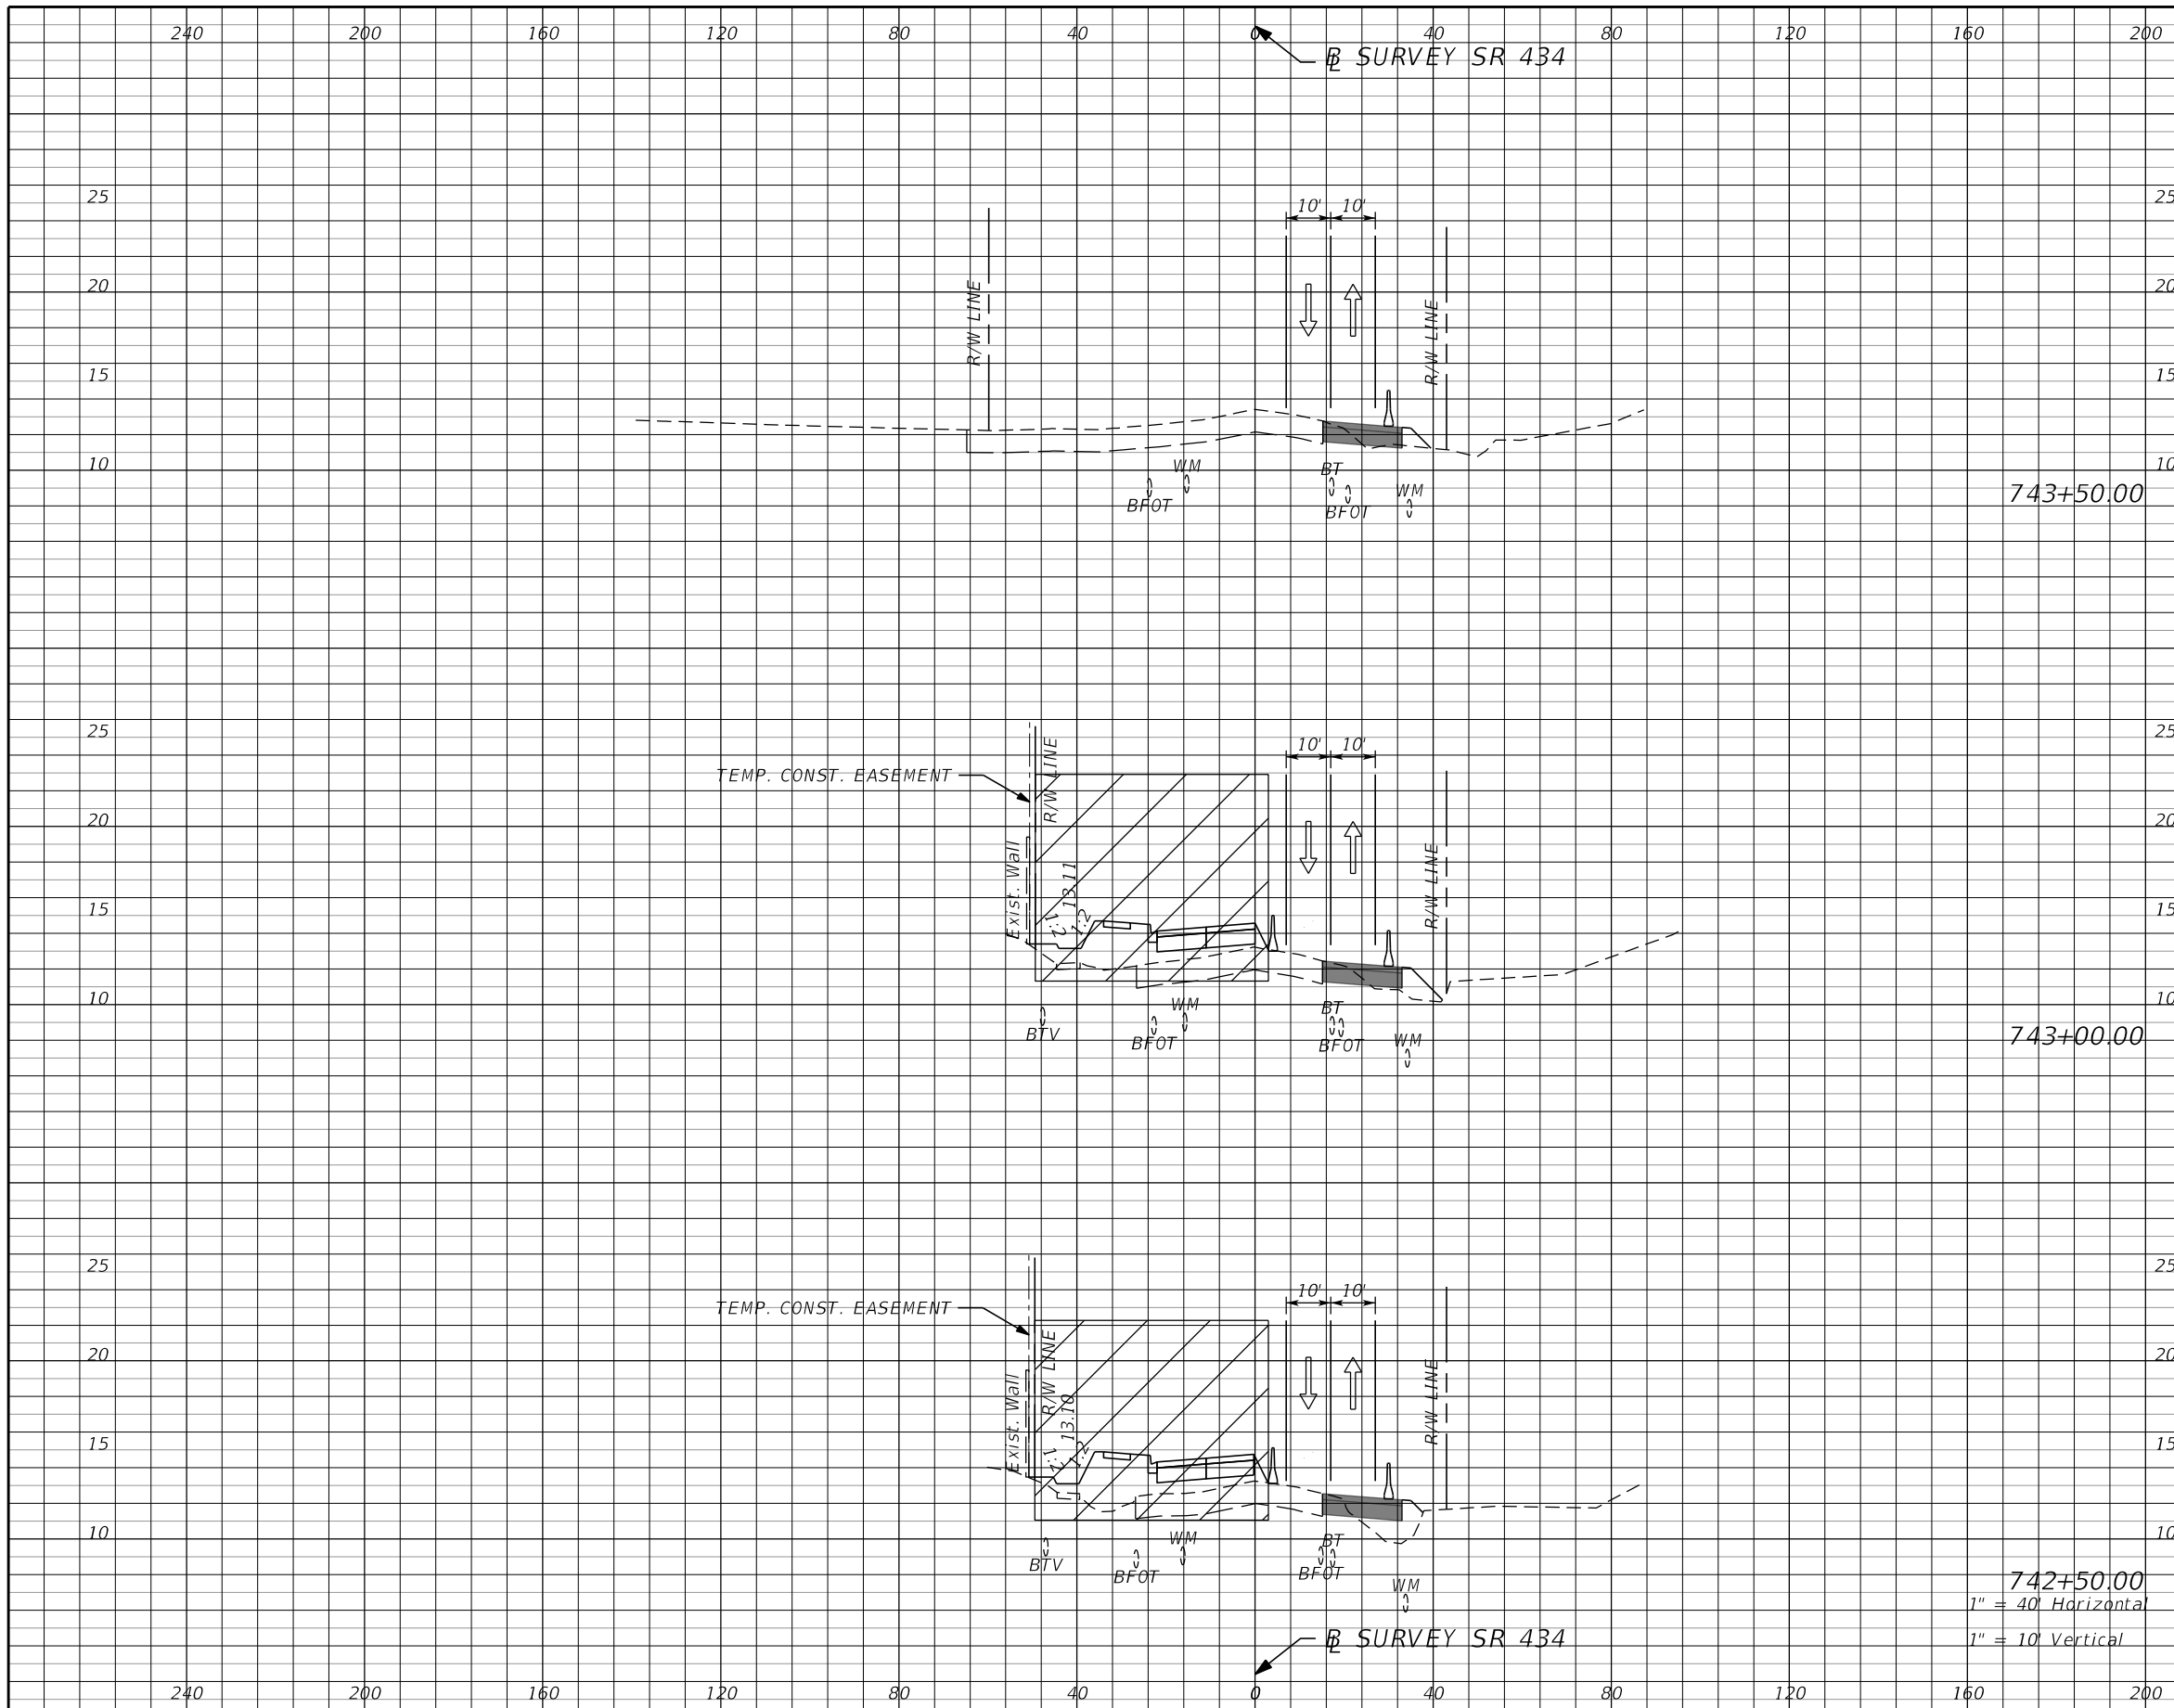 240 200 160 120 80 40 0 40 80 120 160 200
BL SURVEY SR 434
25 25
10' 10'
20 20
R/W LINE
R/W LINE
15 15
10 10
WM
BT
BFOT
BFOT
WM
743+50.00
25 25
10' 10'
TEMP. CONST. EASEMENT
R/W LINE
20 20
Exist. Wall
R/W LINE
13.11
1:2
1:2
15 15
10 10
WM
BT
BTV
BFOT
BFOT
WM
743+00.00
25 25
10' 10'
TEMP. CONST. EASEMENT
R/W LINE
20 20
Exist. Wall
R/W LINE
13.10
1:2
1:2
15 15
10 10
WM
BT
BTV
BFOT
BFOT
WM
742+50.00
1" = 40' Horizontal
1" = 10' Vertical
BL SURVEY SR 434
240 200 160 120 80 40 0 40 80 120 160 200